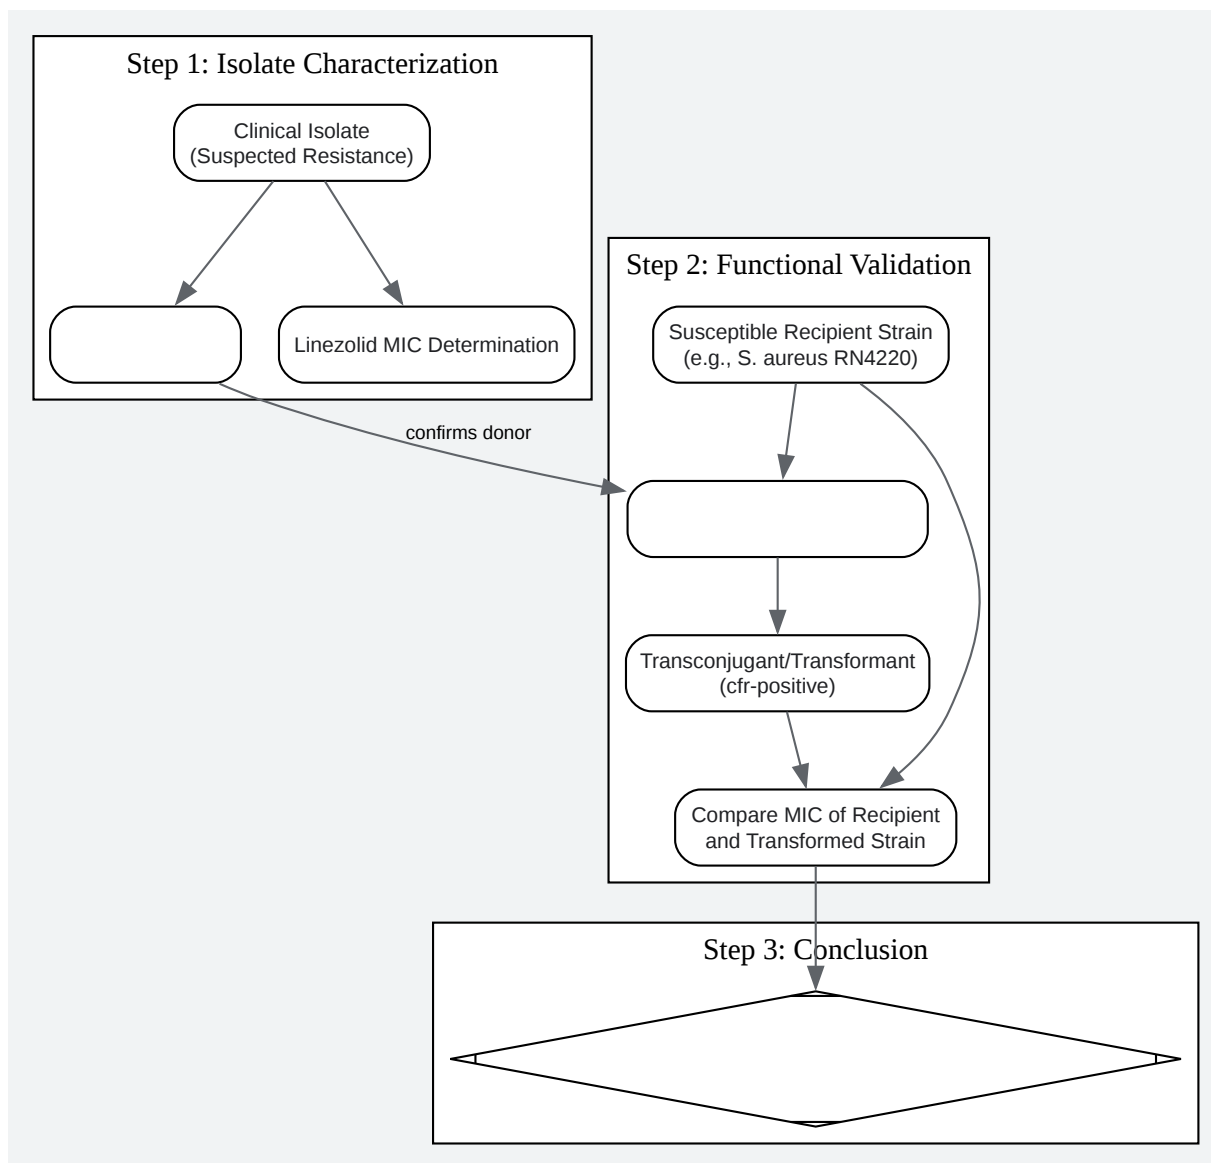 Step 1: Isolate Characterization
Clinical Isolate
(Suspected Resistance)
Linezolid MIC Determination
confirms donor
Step 2: Functional Validation
Susceptible Recipient Strain
(e.g., S. aureus RN4220)
Transconjugant/Transformant
(cfr-positive)
Compare MIC of Recipient
and Transformed Strain
Step 3: Conclusion